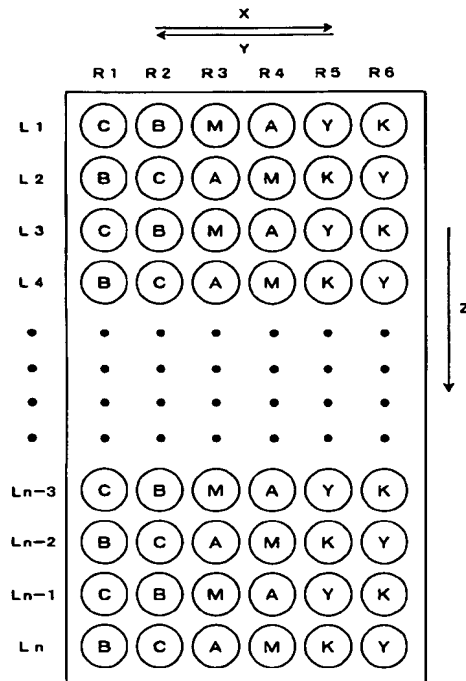 X
Y
R1 R2 R3 R4 R5 R6
L1 C B M A Y K
L2 B C A M K Y
L3 C B M A Y K
L4 B C A M K Y
Z
Ln-3 C B M A Y K
Ln-2 B C A M K Y
Ln-1 C B M A Y K
Ln B C A M K Y